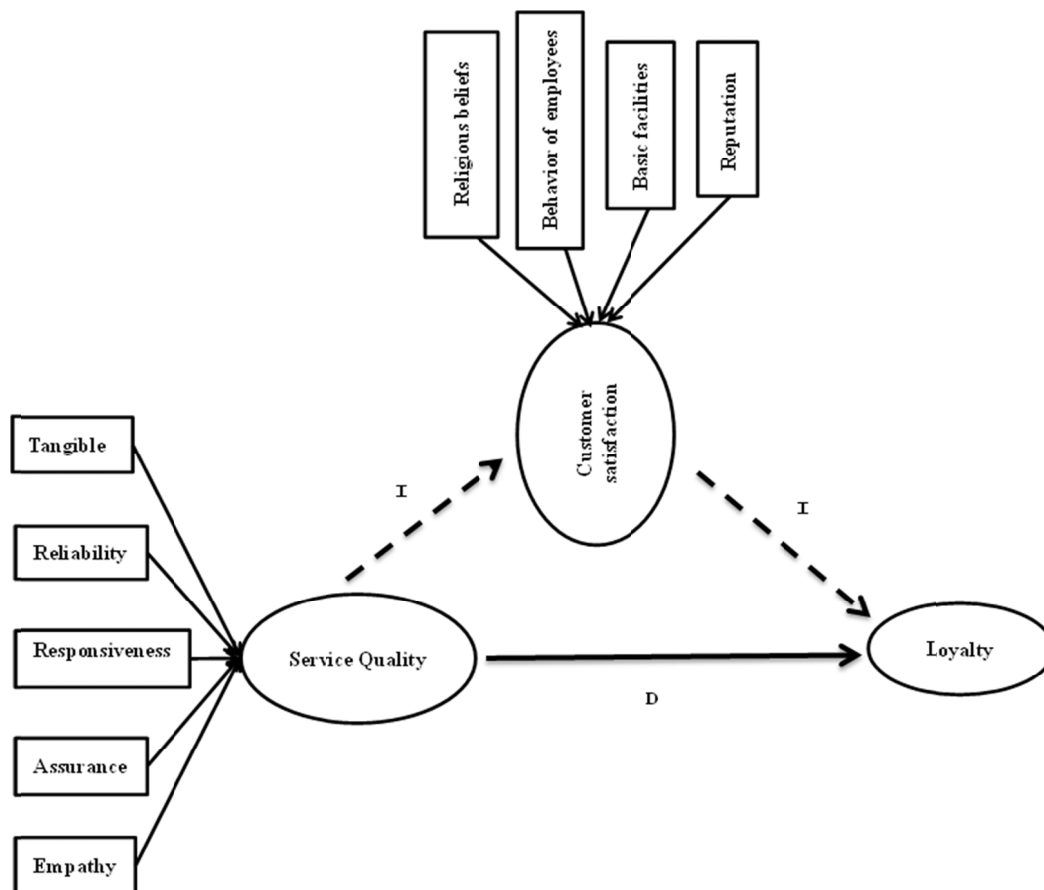 Religious beliefs
Behavior of employees
Basic facilities
Reputation
Customer
satisfaction
Tangible
Reliability
Responsiveness
Assurance
Empathy
I
I
Service Quality
Loyalty
D